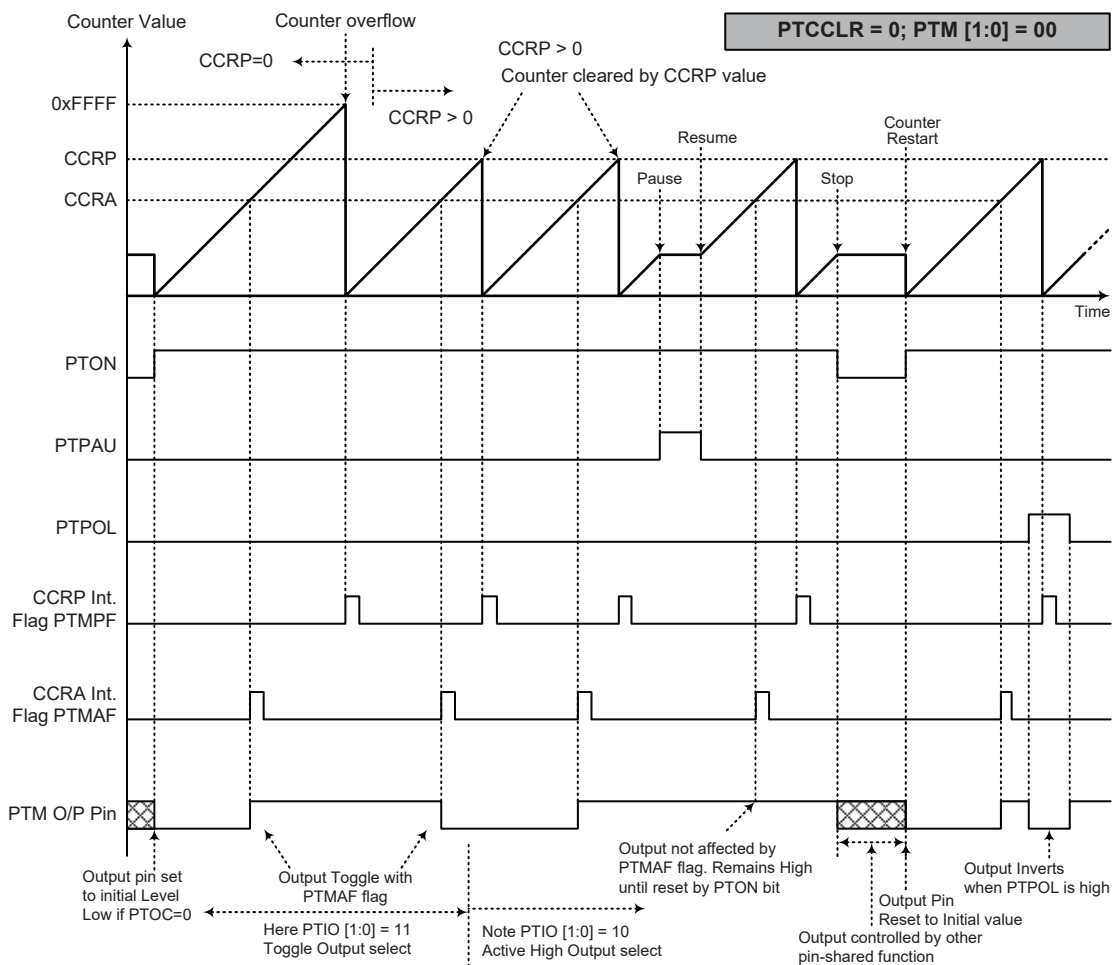 Counter Value
Counter overflow
PTCCLR = 0; PTM [1:0] = 00
CCRP=0
CCRP > 0
CCRP > 0
Counter cleared by CCRP value
0xFFFF
CCRP
CCRA
Pause
Resume
Stop
Counter
Restart
Time
PTON
PTPAU
PTPOL
CCRP Int.
Flag PTMPF
CCRA Int.
Flag PTMAF
PTM O/P Pin
Output pin set
to initial Level
Low if PTOC=0
Output Toggle with
PTMAF flag
Here PTIO [1:0] = 11
Toggle Output select
Note PTIO [1:0] = 10
Active High Output select
Output not affected by
PTMAF flag. Remains High
until reset by PTON bit
Output Pin
Reset to Initial value
Output controlled by other
pin-shared function
Output Inverts
when PTPOL is high